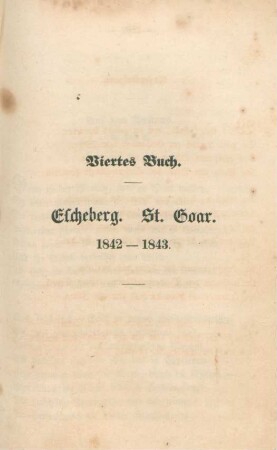 Viertes Buch.
Escheberg. St. Goar.
1842 — 1843.